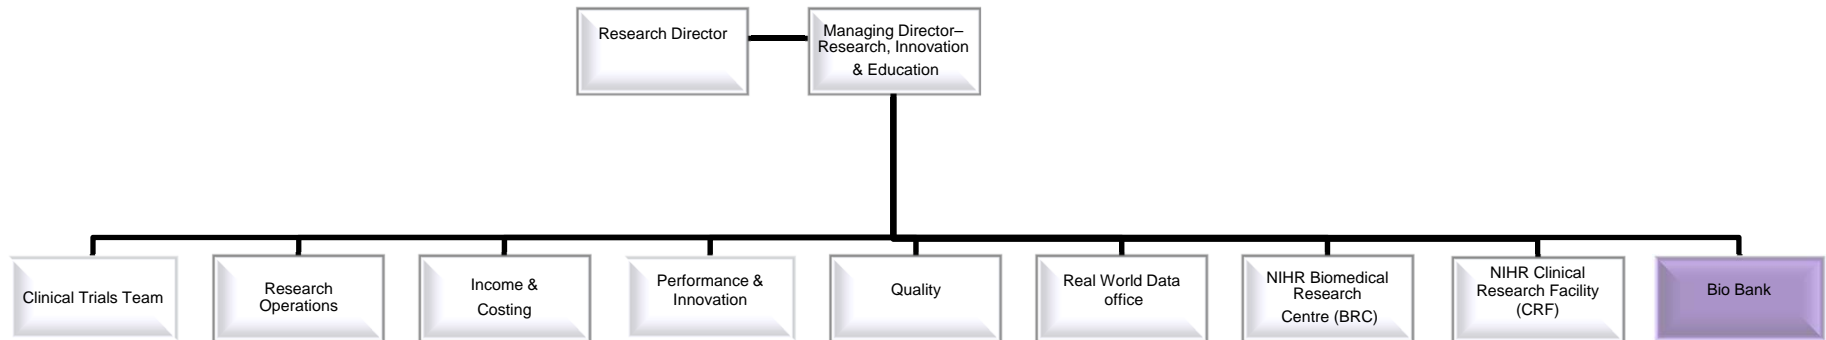 Research Director
Managing Director–
Research, Innovation
& Education
Clinical Trials Team
Research
Operations
Income &
Costing
Performance &
Innovation
Quality
Real World Data
office
NIHR Biomedical
Research
Centre (BRC)
NIHR Clinical
Research Facility
(CRF)
Bio Bank